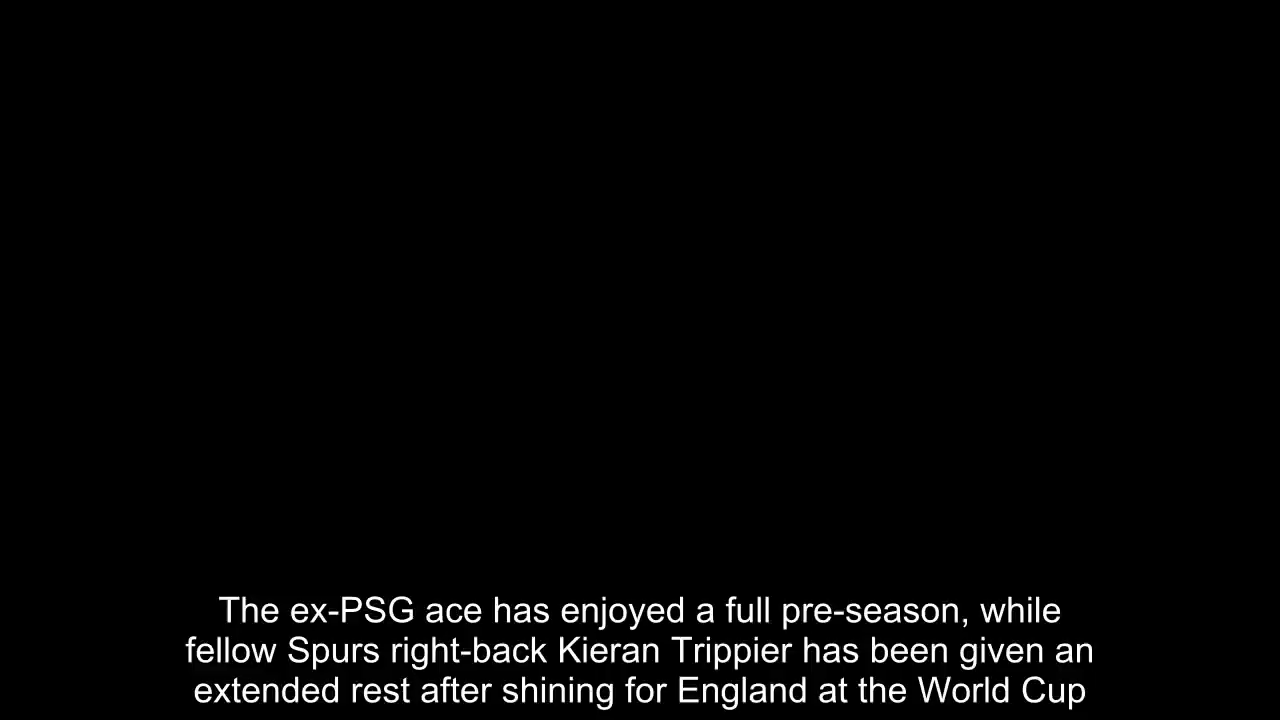 The ex-PSG ace has enjoyed a full pre-season, while
fellow Spurs right-back Kieran Trippier has been given an
extended rest after shining for England at the World Cup